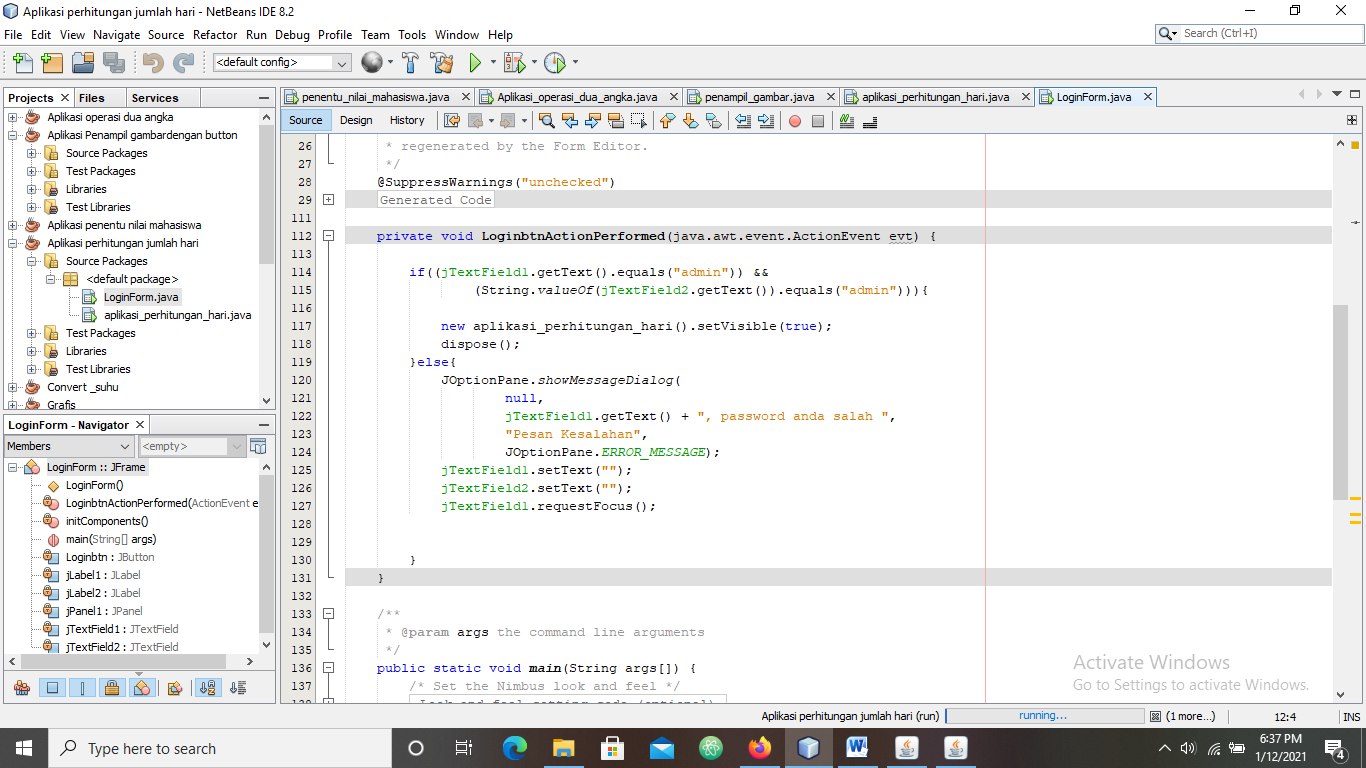 Aplikasi perhitungan jumlah hari - NetBeans IDE 8.2
File Edit View Navigate Source Refactor Run Debug Profile Team Tools Window Help
Search (Ctrl+I)
<default config>
Projects Files Services
Aplikasi operasi dua angka
Aplikasi Penampil gambardengan button
Source Packages
Test Packages
Libraries
Test Libraries
Aplikasi penentu nilai mahasiswa
Aplikasi perhitungan jumlah hari
Source Packages
<default package>
LoginForm.java
aplikasi_perhitungan_hari.java
Test Packages
Libraries
Test Libraries
Convert _suhu
Grafis
LoginForm - Navigator
Members <empty>
LoginForm :: JFrame
LoginForm()
LoginbtnActionPerformed(ActionEvent e
initComponents()
main(String[] args)
Loginbtn : JButton
jLabel1 : JLabel
jLabel2 : JLabel
jPanel1 : JPanel
jTextField1 : JTextField
jTextField2 : JTextField
penentu_nilai_mahasiswa.java Aplikasi_operasi_dua_angka.java penampil_gambar.java aplikasi_perhitungan_hari.java LoginForm.java
Source Design History
26 * regenerated by the Form Editor.
27 */
28 @SuppressWarnings("unchecked")
29 Generated Code
111
112 private void LoginbtnActionPerformed(java.awt.event.ActionEvent evt) {
113
114 if((jTextField1.getText().equals("admin")) &&
115 (String.valueOf(jTextField2.getText()).equals("admin"))){
116
117 new aplikasi_perhitungan_hari().setVisible(true);
118 dispose();
119 }else{
120 JOptionPane.showMessageDialog(
121 null,
122 jTextField1.getText() + ", password anda salah ",
123 "Pesan Kesalahan",
124 JOptionPane.ERROR_MESSAGE);
125 jTextField1.setText("");
126 jTextField2.setText("");
127 jTextField1.requestFocus();
128
129
130 }
131 }
132
133 /**
134 * @param args the command line arguments
135 */
136 public static void main(String args[]) {
137 /* Set the Nimbus look and feel */
138 Look and feel setting code (optional)
Activate Windows
Go to Settings to activate Windows.
Aplikasi perhitungan jumlah hari (run) running... (1 more...) 12:4 INS
Type here to search
6:37 PM
1/12/2021
4